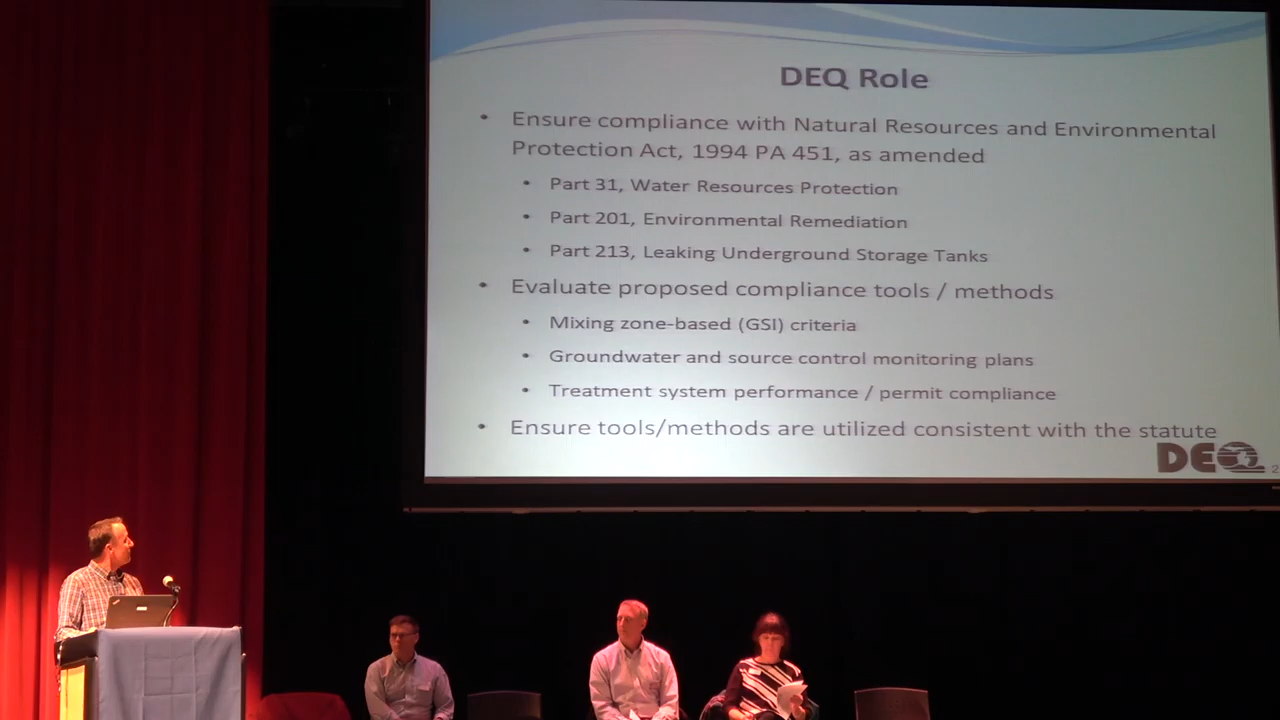 DEQ Role
• Ensure compliance with Natural Resources and Environmental
Protection Act, 1994 PA 451, as amended
• Part 31, Water Resources Protection
• Part 201, Environmental Remediation
• Part 213, Leaking Underground Storage Tanks
• Evaluate proposed compliance tools / methods
• Mixing zone-based (GSI) criteria
• Groundwater and source control monitoring plans
• Treatment system performance / permit compliance
• Ensure tools/methods are utilized consistent with the statute
DEQ
2